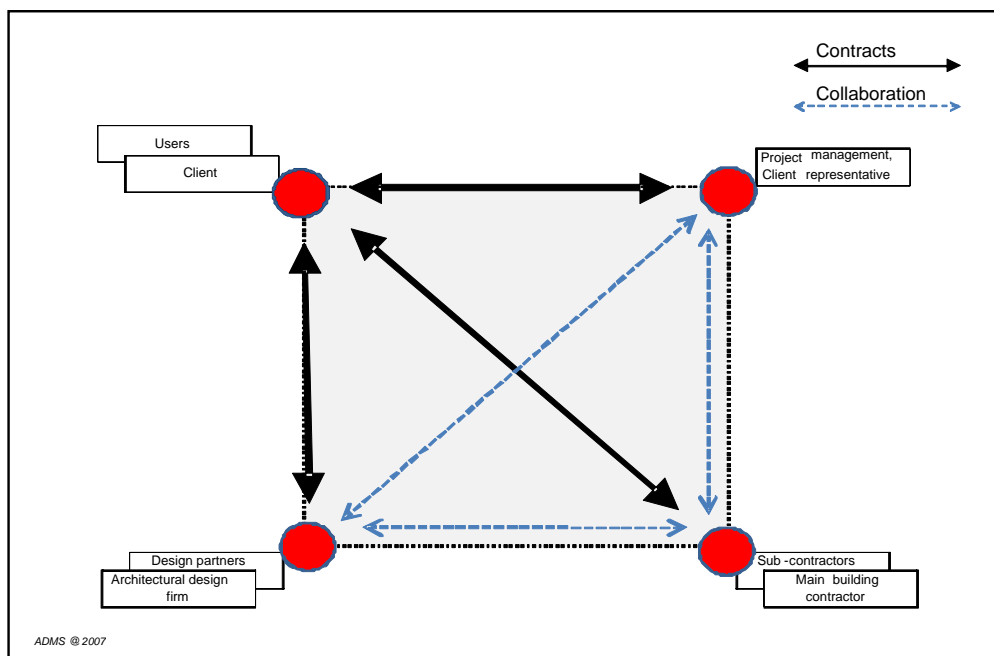 Contracts
Collaboration
Users
Client
Project management,
Client representative
Design partners
Architectural design
firm
Sub -contractors
Main building
contractor
ADMS @ 2007